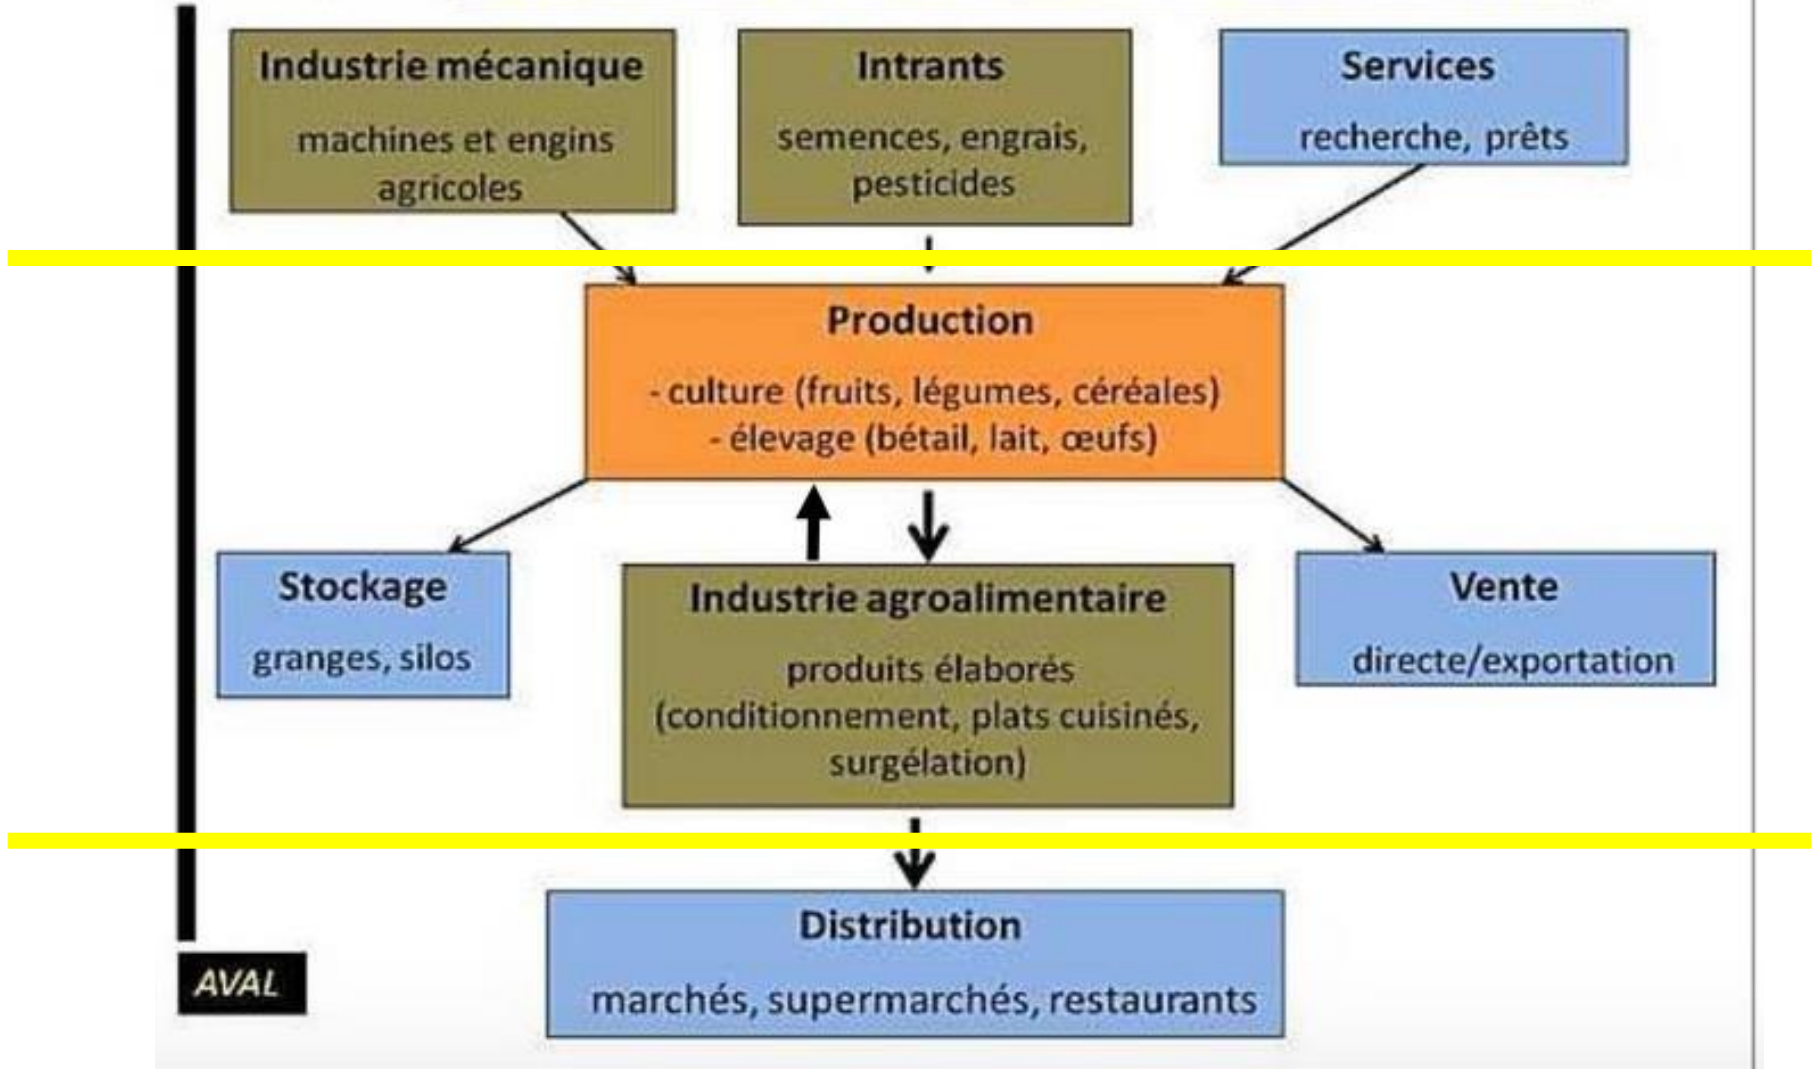 Industrie mécanique
machines et engins
agricoles
Intrants
semences, engrais,
pesticides
Services
recherche, prêts
Production
- culture (fruits, légumes, céréales)
- élevage (bétail, lait, œufs)
Stockage
granges, silos
Industrie agroalimentaire
produits élaborés
(conditionnement, plats cuisinés,
surgélation)
Vente
directe/exportation
Distribution
marchés, supermarchés, restaurants
AVAL